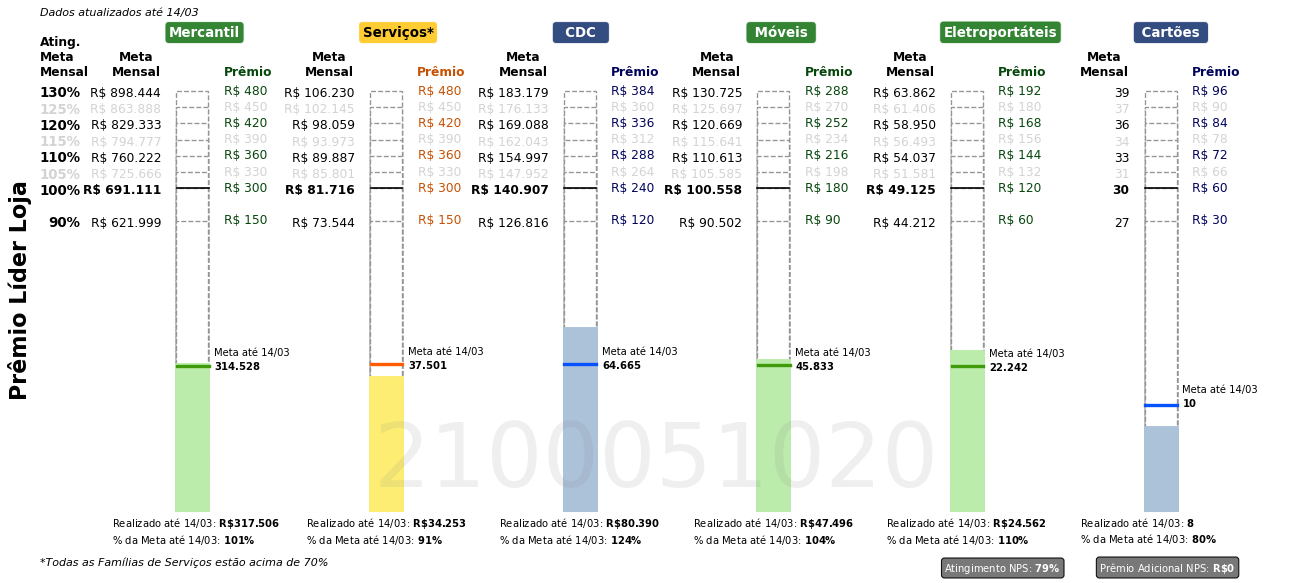 Dados atualizados até 14/03
Mercantil Serviços* CDC Móveis Eletroportáteis Cartões
Ating.
Meta Meta Meta Meta Meta Meta Meta
Mensal Mensal Prêmio Mensal Prêmio Mensal Prêmio Mensal Prêmio Mensal Prêmio Mensal Prêmio
130% R$ 898.444 R$ 480 R$ 106.230 R$ 480 R$ 183.179 R$ 384 R$ 130.725 R$ 288 R$ 63.862 R$ 192 39 R$ 96
125% R$ 863.888 R$ 450 R$ 102.145 R$ 450 R$ 176.133 R$ 360 R$ 125.697 R$ 270 R$ 61.406 R$ 180 37 R$ 90
120% R$ 829.333 R$ 420 R$ 98.059 R$ 420 R$ 169.088 R$ 336 R$ 120.669 R$ 252 R$ 58.950 R$ 168 36 R$ 84
115% R$ 794.777 R$ 390 R$ 93.973 R$ 390 R$ 162.043 R$ 312 R$ 115.641 R$ 234 R$ 56.493 R$ 156 34 R$ 78
110% R$ 760.222 R$ 360 R$ 89.887 R$ 360 R$ 154.997 R$ 288 R$ 110.613 R$ 216 R$ 54.037 R$ 144 33 R$ 72
105% R$ 725.666 R$ 330 R$ 85.801 R$ 330 R$ 147.952 R$ 264 R$ 105.585 R$ 198 R$ 51.581 R$ 132 31 R$ 66
100% R$ 691.111 R$ 300 R$ 81.716 R$ 300 R$ 140.907 R$ 240 R$ 100.558 R$ 180 R$ 49.125 R$ 120 30 R$ 60
90% R$ 621.999 R$ 150 R$ 73.544 R$ 150 R$ 126.816 R$ 120 R$ 90.502 R$ 90 R$ 44.212 R$ 60 27 R$ 30
Prêmio Líder Loja
Meta até 14/03 Meta até 14/03 Meta até 14/03 Meta até 14/03 Meta até 14/03
314.528 37.501 64.665 45.833 22.242
Meta até 14/03
10
2100051020
Realizado até 14/03: R$317.506 Realizado até 14/03: R$34.253 Realizado até 14/03: R$80.390 Realizado até 14/03: R$47.496 Realizado até 14/03: R$24.562 Realizado até 14/03: 8
% da Meta até 14/03: 101% % da Meta até 14/03: 91% % da Meta até 14/03: 124% % da Meta até 14/03: 104% % da Meta até 14/03: 110% % da Meta até 14/03: 80%
*Todas as Famílias de Serviços estão acima de 70% Atingimento NPS: 79% Prêmio Adicional NPS: R$0